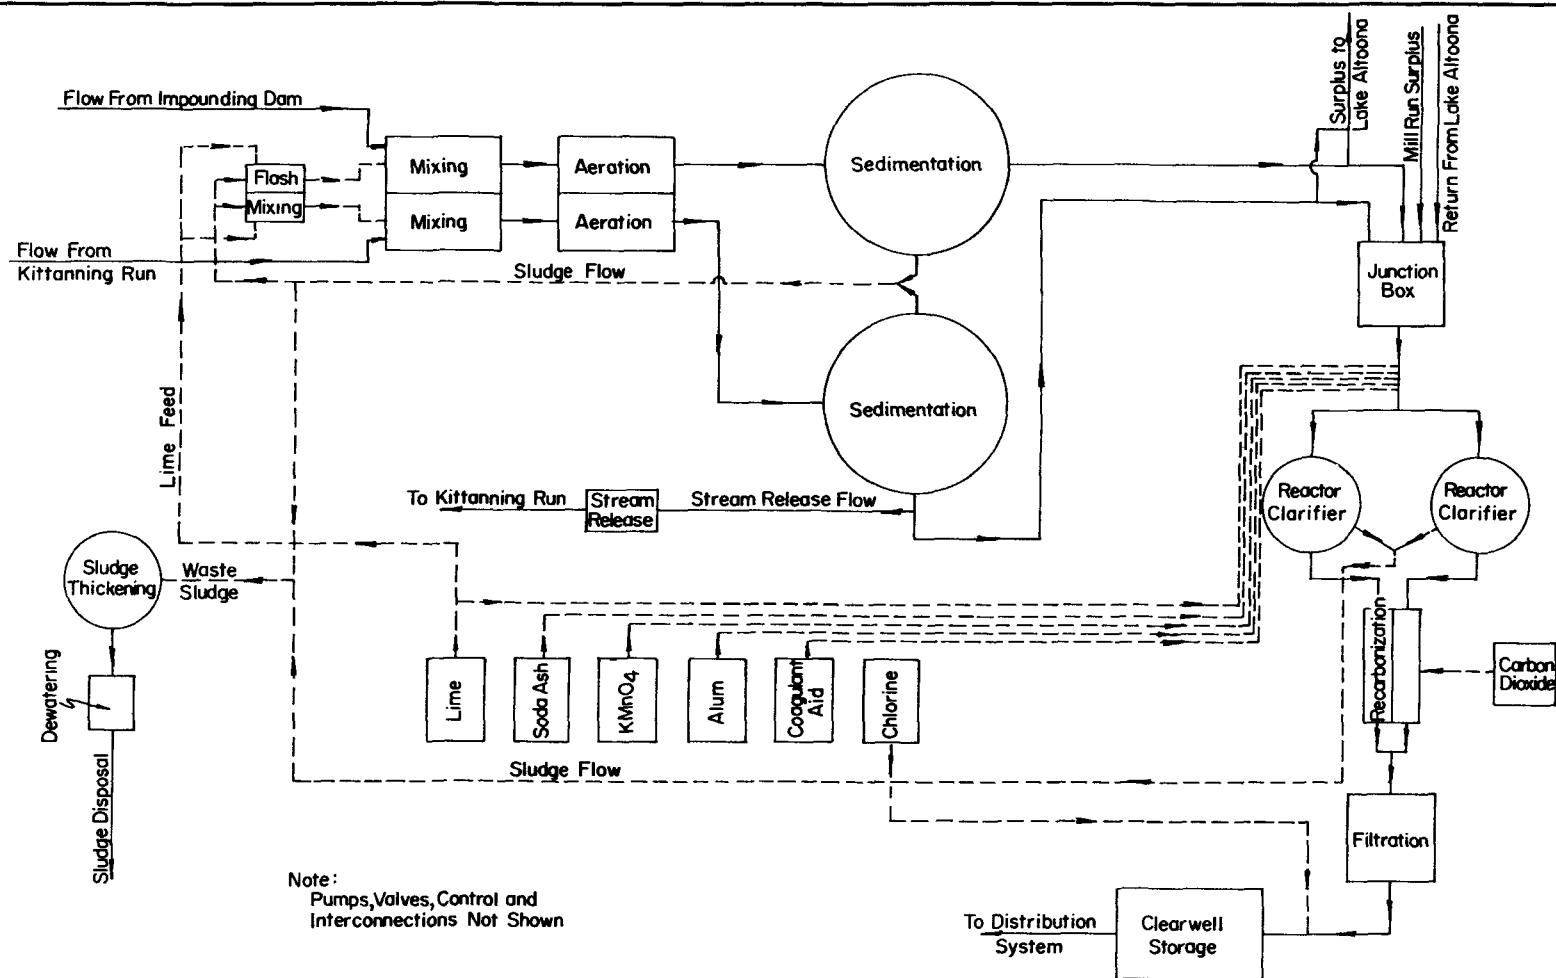 Surplus to
Lake Altoona
Mill Run Surplus
Return From Lake Altoona
Flow From Impounding Dam
Flash
Mixing
Mixing
Aeration
Sedimentation
Mixing
Aeration
Flow From
Kittanning Run
Sludge Flow
Junction
Box
Lime Feed
Sedimentation
To Kittanning Run
Stream
Release
Stream Release Flow
Reactor
Clarifier
Reactor
Clarifier
Sludge
Thickening
Waste
Sludge
Dewatering
Sludge Disposal
Lime
Soda Ash
KMnO4
Alum
Coagulant
Aid
Chlorine
Recarbonization
Carbon
Dioxide
Sludge Flow
Filtration
Note:
Pumps,Valves,Control and
Interconnections Not Shown
To Distribution
System
Clearwell
Storage